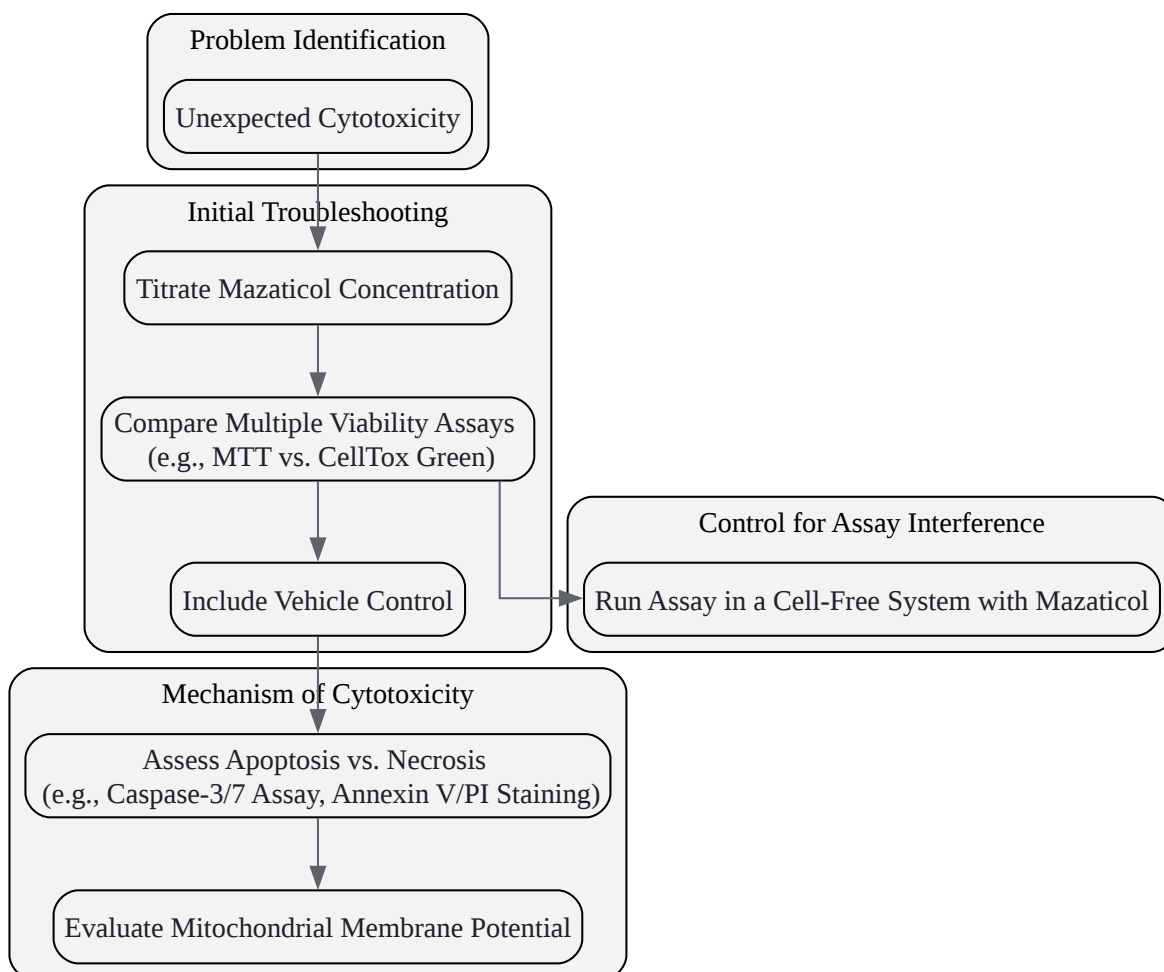 Problem Identification
Unexpected Cytotoxicity
Initial Troubleshooting
Titrate Mazaticol Concentration
Compare Multiple Viability Assays
(e.g., MTT vs. CellTox Green)
Include Vehicle Control
Control for Assay Interference
Run Assay in a Cell-Free System with Mazaticol
Mechanism of Cytotoxicity
Assess Apoptosis vs. Necrosis
(e.g., Caspase-3/7 Assay, Annexin V/PI Staining)
Evaluate Mitochondrial Membrane Potential